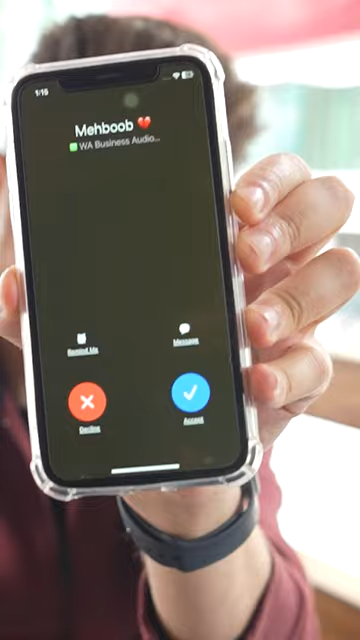 1:15
Mehboob 💔
WA Business Audio...
Remind Me
Message
Decline
Accept